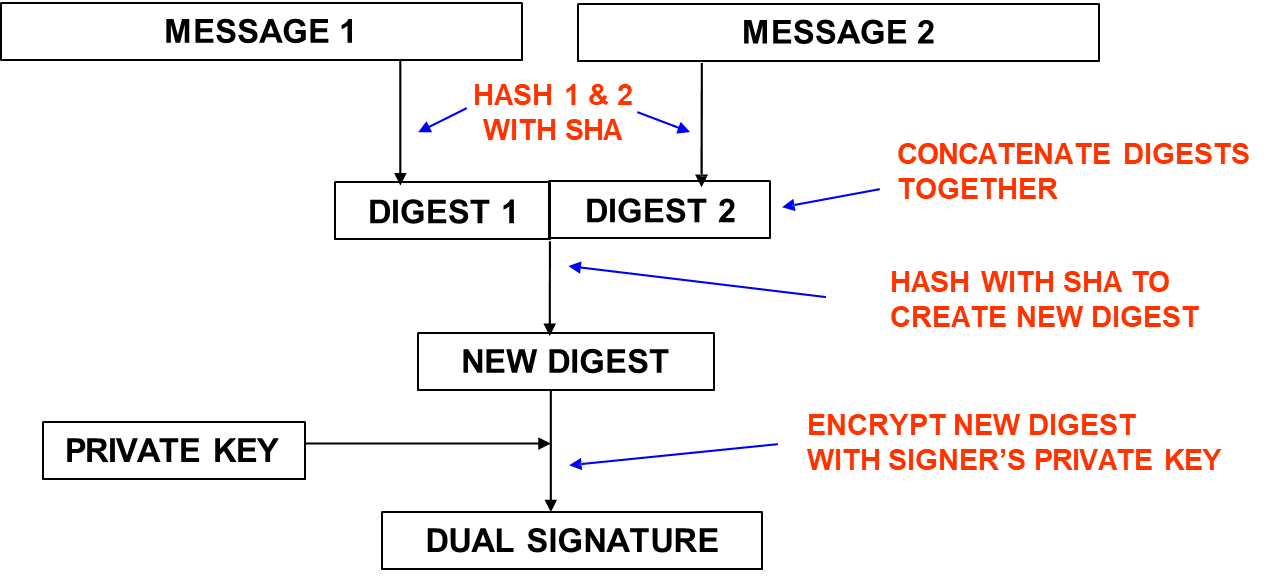 MESSAGE 1
MESSAGE 2
HASH 1 & 2
WITH SHA
CONCATENATE DIGESTS
TOGETHER
DIGEST 1
DIGEST 2
HASH WITH SHA TO
CREATE NEW DIGEST
NEW DIGEST
ENCRYPT NEW DIGEST
WITH SIGNER’S PRIVATE KEY
PRIVATE KEY
DUAL SIGNATURE